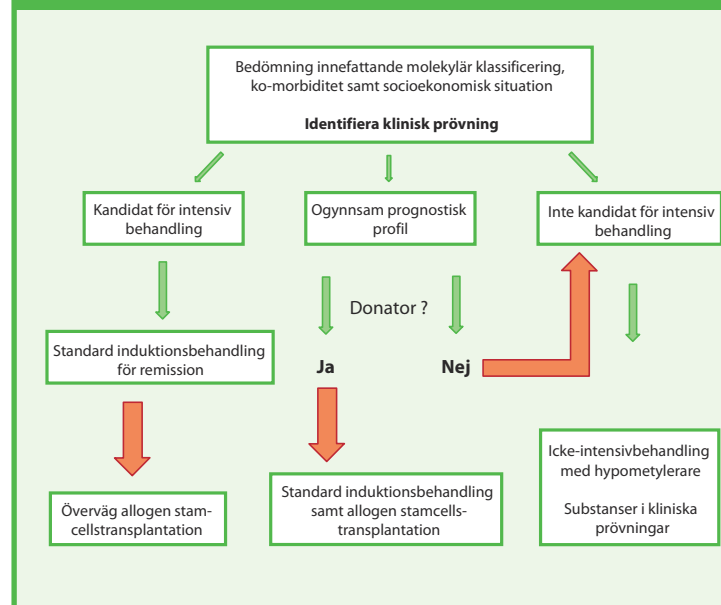 Bedömning innefattande molekylär klassificering,
ko-morbiditet samt socioekonomisk situation
Identifiera klinisk prövning
Kandidat för intensiv
behandling
Ogynnsam prognostisk
profil
Inte kandidat för intensiv
behandling
Donator ?
Standard induktionsbehandling
för remission
Ja
Nej
Överväg allogen stam-
cellstransplantation
Standard induktionsbehandling
samt allogen stamcells-
transplantation
Icke-intensivbehandling
med hypometylerare
Substanser i kliniska
prövningar